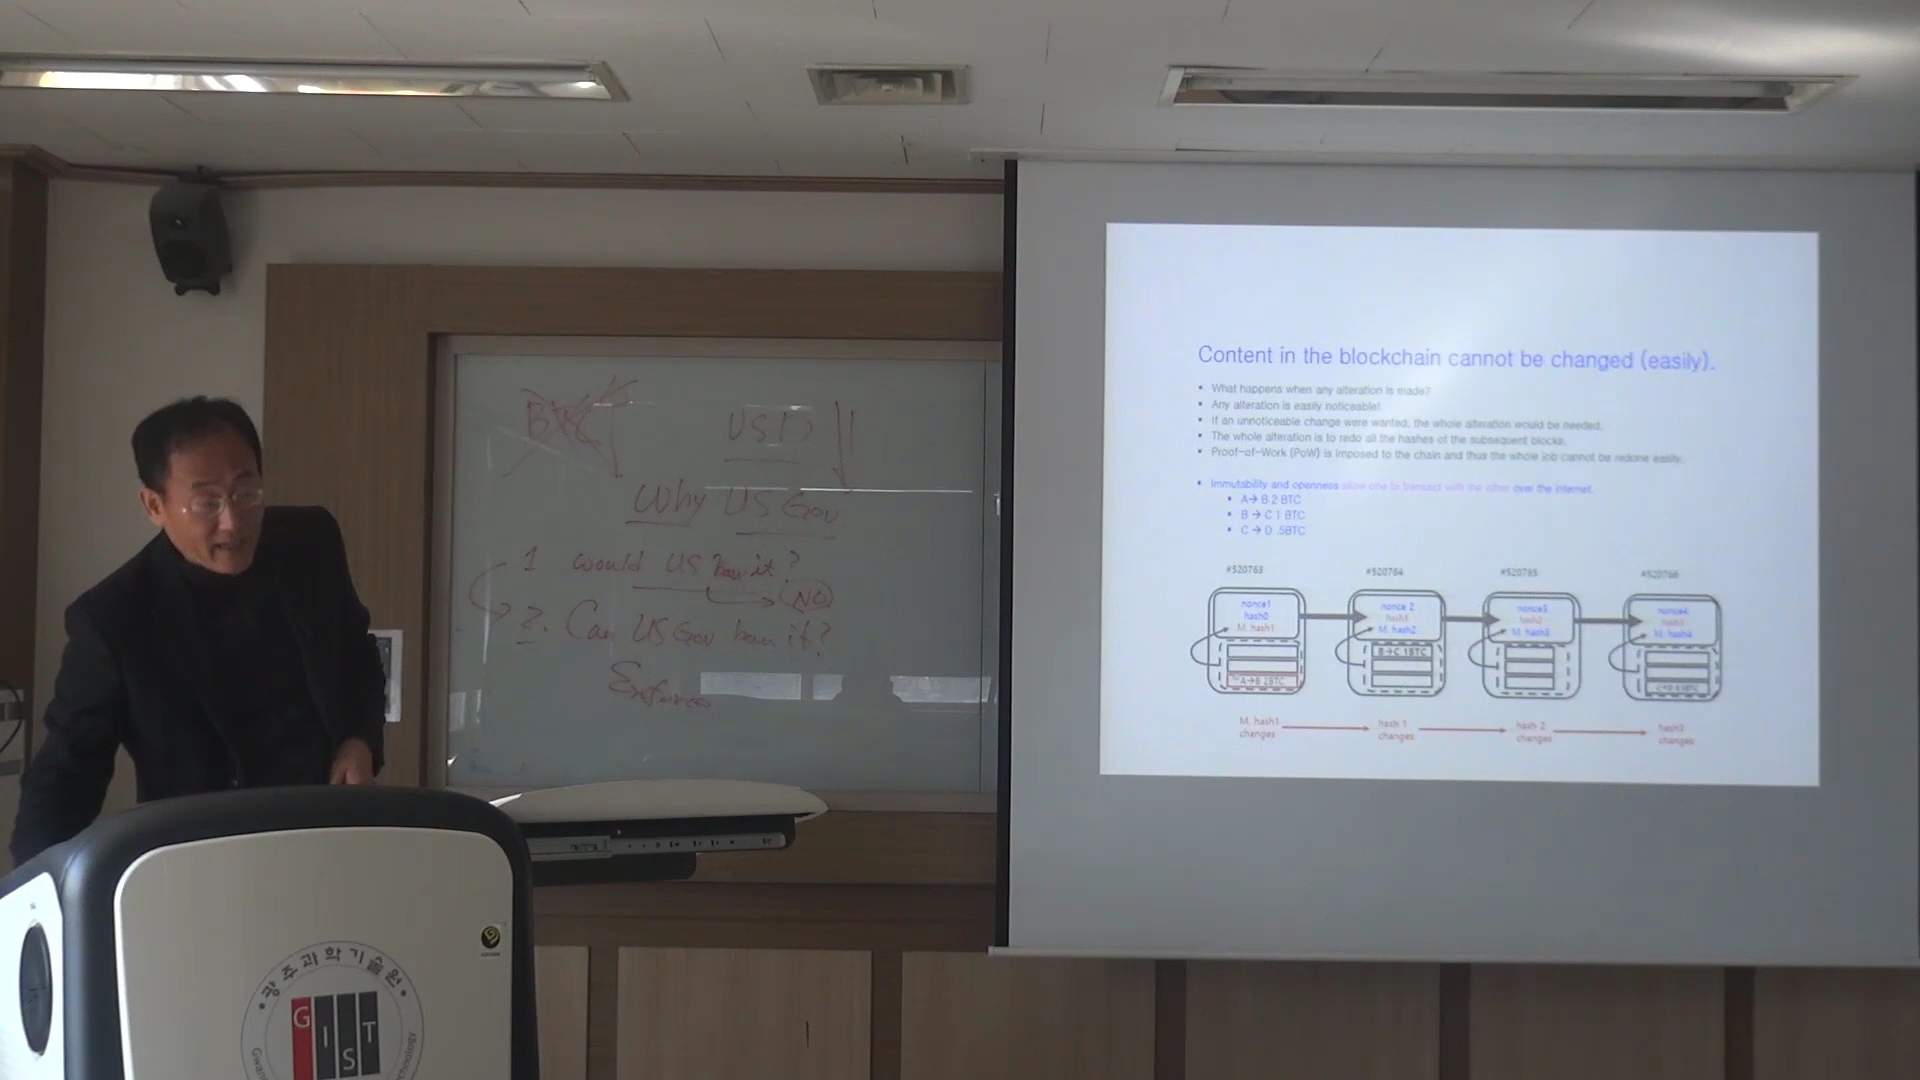 USD
Why US Gov
1 would US ban it?
NO
2. Can US Gov ban it?
Enforce
Content in the blockchain cannot be changed (easily).
• What happens when any alteration is made?
• Any alteration is easily noticeable!
• If an unnoticeable change were wanted, the whole alteration would be needed.
• The whole alteration is to redo all the hashes of the subsequent blocks.
• Proof-of-Work (PoW) is imposed to the chain and thus the whole job cannot be redone easily.
• Immutability and openness allow one to transact with the other over the Internet.
• A→ B 2 BTC
• B → C 1 BTC
• C → D .5BTC
#520763 #520764 #520765 #520766
nonce1 nonce 2 nonce3 nonce4
hash0 hash1 hash2 hash3
M. hash1 M. hash2 M. hash3 M. hash4
B→C 1BTC
A→B 2BTC
M. hash1 hash 1 hash 2 hash3
changes changes changes changes
광주과학기술원
GIST